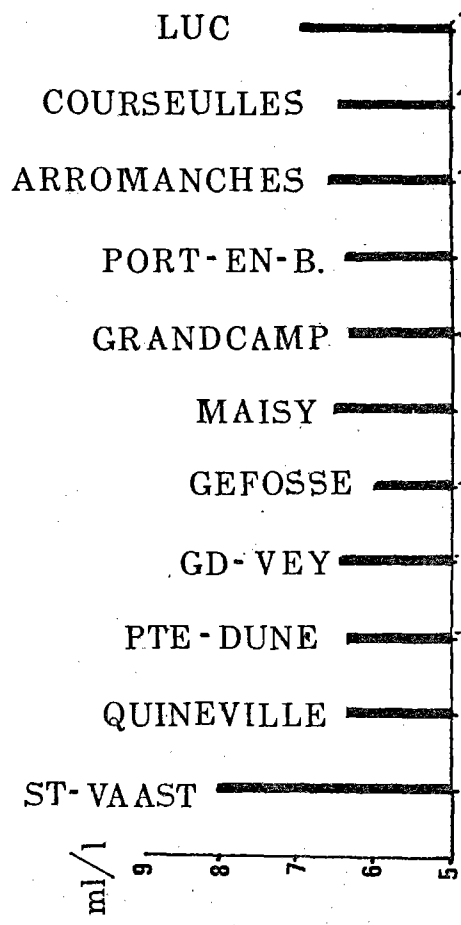 LUC
COURSEULLES
ARROMANCHES
PORT-EN-B.
GRANDCAMP
MAISY
GEFOSSE
GD-VEY
PTE-DUNE
QUINEVILLE
ST-VAAST
ml/l 9 8 7 6 5